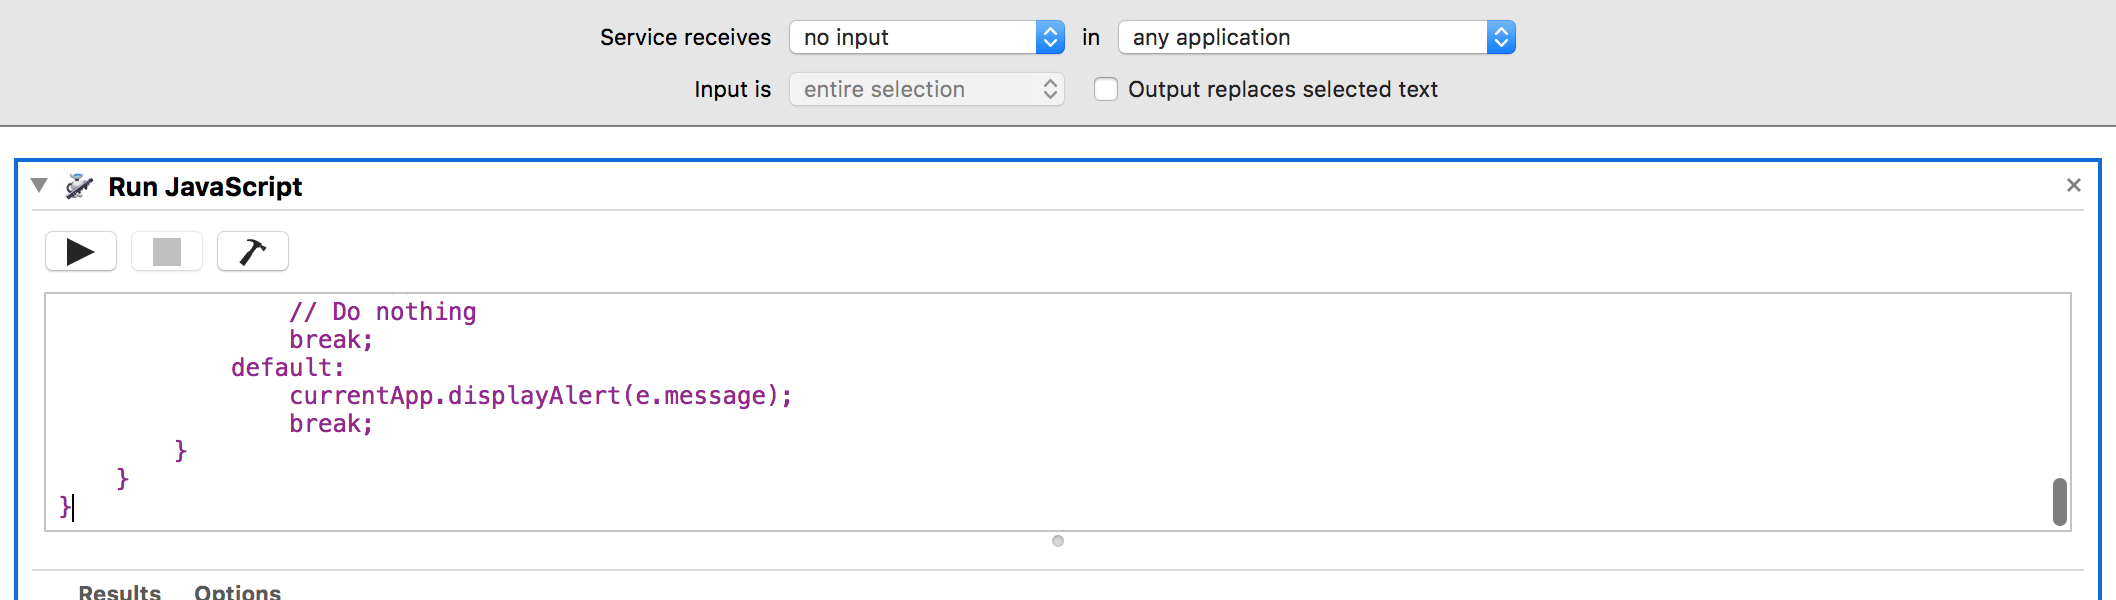 Service receives no input in any application
Input is entire selection Output replaces selected text
Run JavaScript
// Do nothing
break;
default:
currentApp.displayAlert(e.message);
break;
}
}
}
Results Options